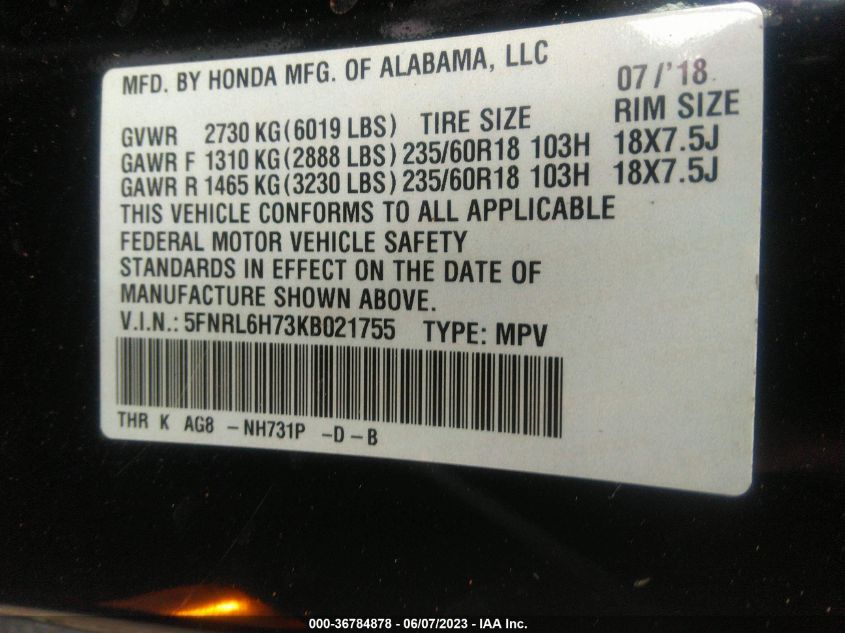 MFD. BY HONDA MFG. OF ALABAMA, LLC 07/'18
GVWR 2730 KG(6019 LBS) TIRE SIZE RIM SIZE
GAWR F 1310 KG(2888 LBS) 235/60R18 103H 18X7.5J
GAWR R 1465 KG(3230 LBS) 235/60R18 103H 18X7.5J
THIS VEHICLE CONFORMS TO ALL APPLICABLE
FEDERAL MOTOR VEHICLE SAFETY
STANDARDS IN EFFECT ON THE DATE OF
MANUFACTURE SHOWN ABOVE.
V.I.N.: 5FNRL6H73KB021755 TYPE: MPV
THR K AG8 -NH731P -D-B
000-36784878 - 06/07/2023 - IAA Inc.